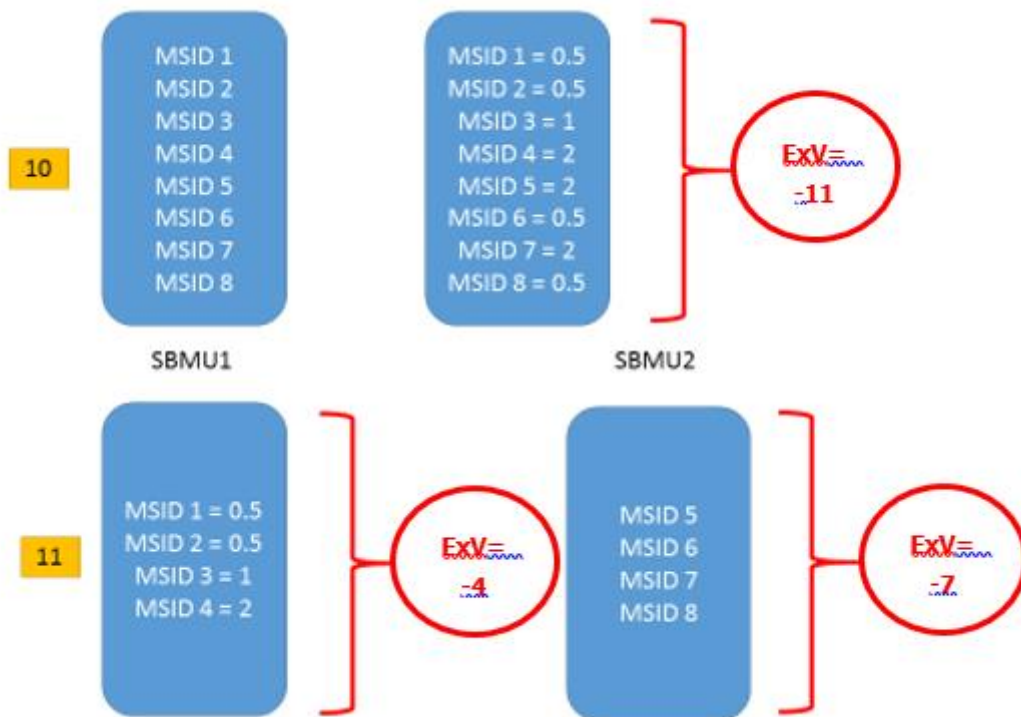 10
MSID 1
MSID 2
MSID 3
MSID 4
MSID 5
MSID 6
MSID 7
MSID 8
MSID 1 = 0.5
MSID 2 = 0.5
MSID 3 = 1
MSID 4 = 2
MSID 5 = 2
MSID 6 = 0.5
MSID 7 = 2
MSID 8 = 0.5
ExV=
-11
SBMU1
SBMU2
11
MSID 1 = 0.5
MSID 2 = 0.5
MSID 3 = 1
MSID 4 = 2
ExV=
-4
MSID 5
MSID 6
MSID 7
MSID 8
ExV=
-7